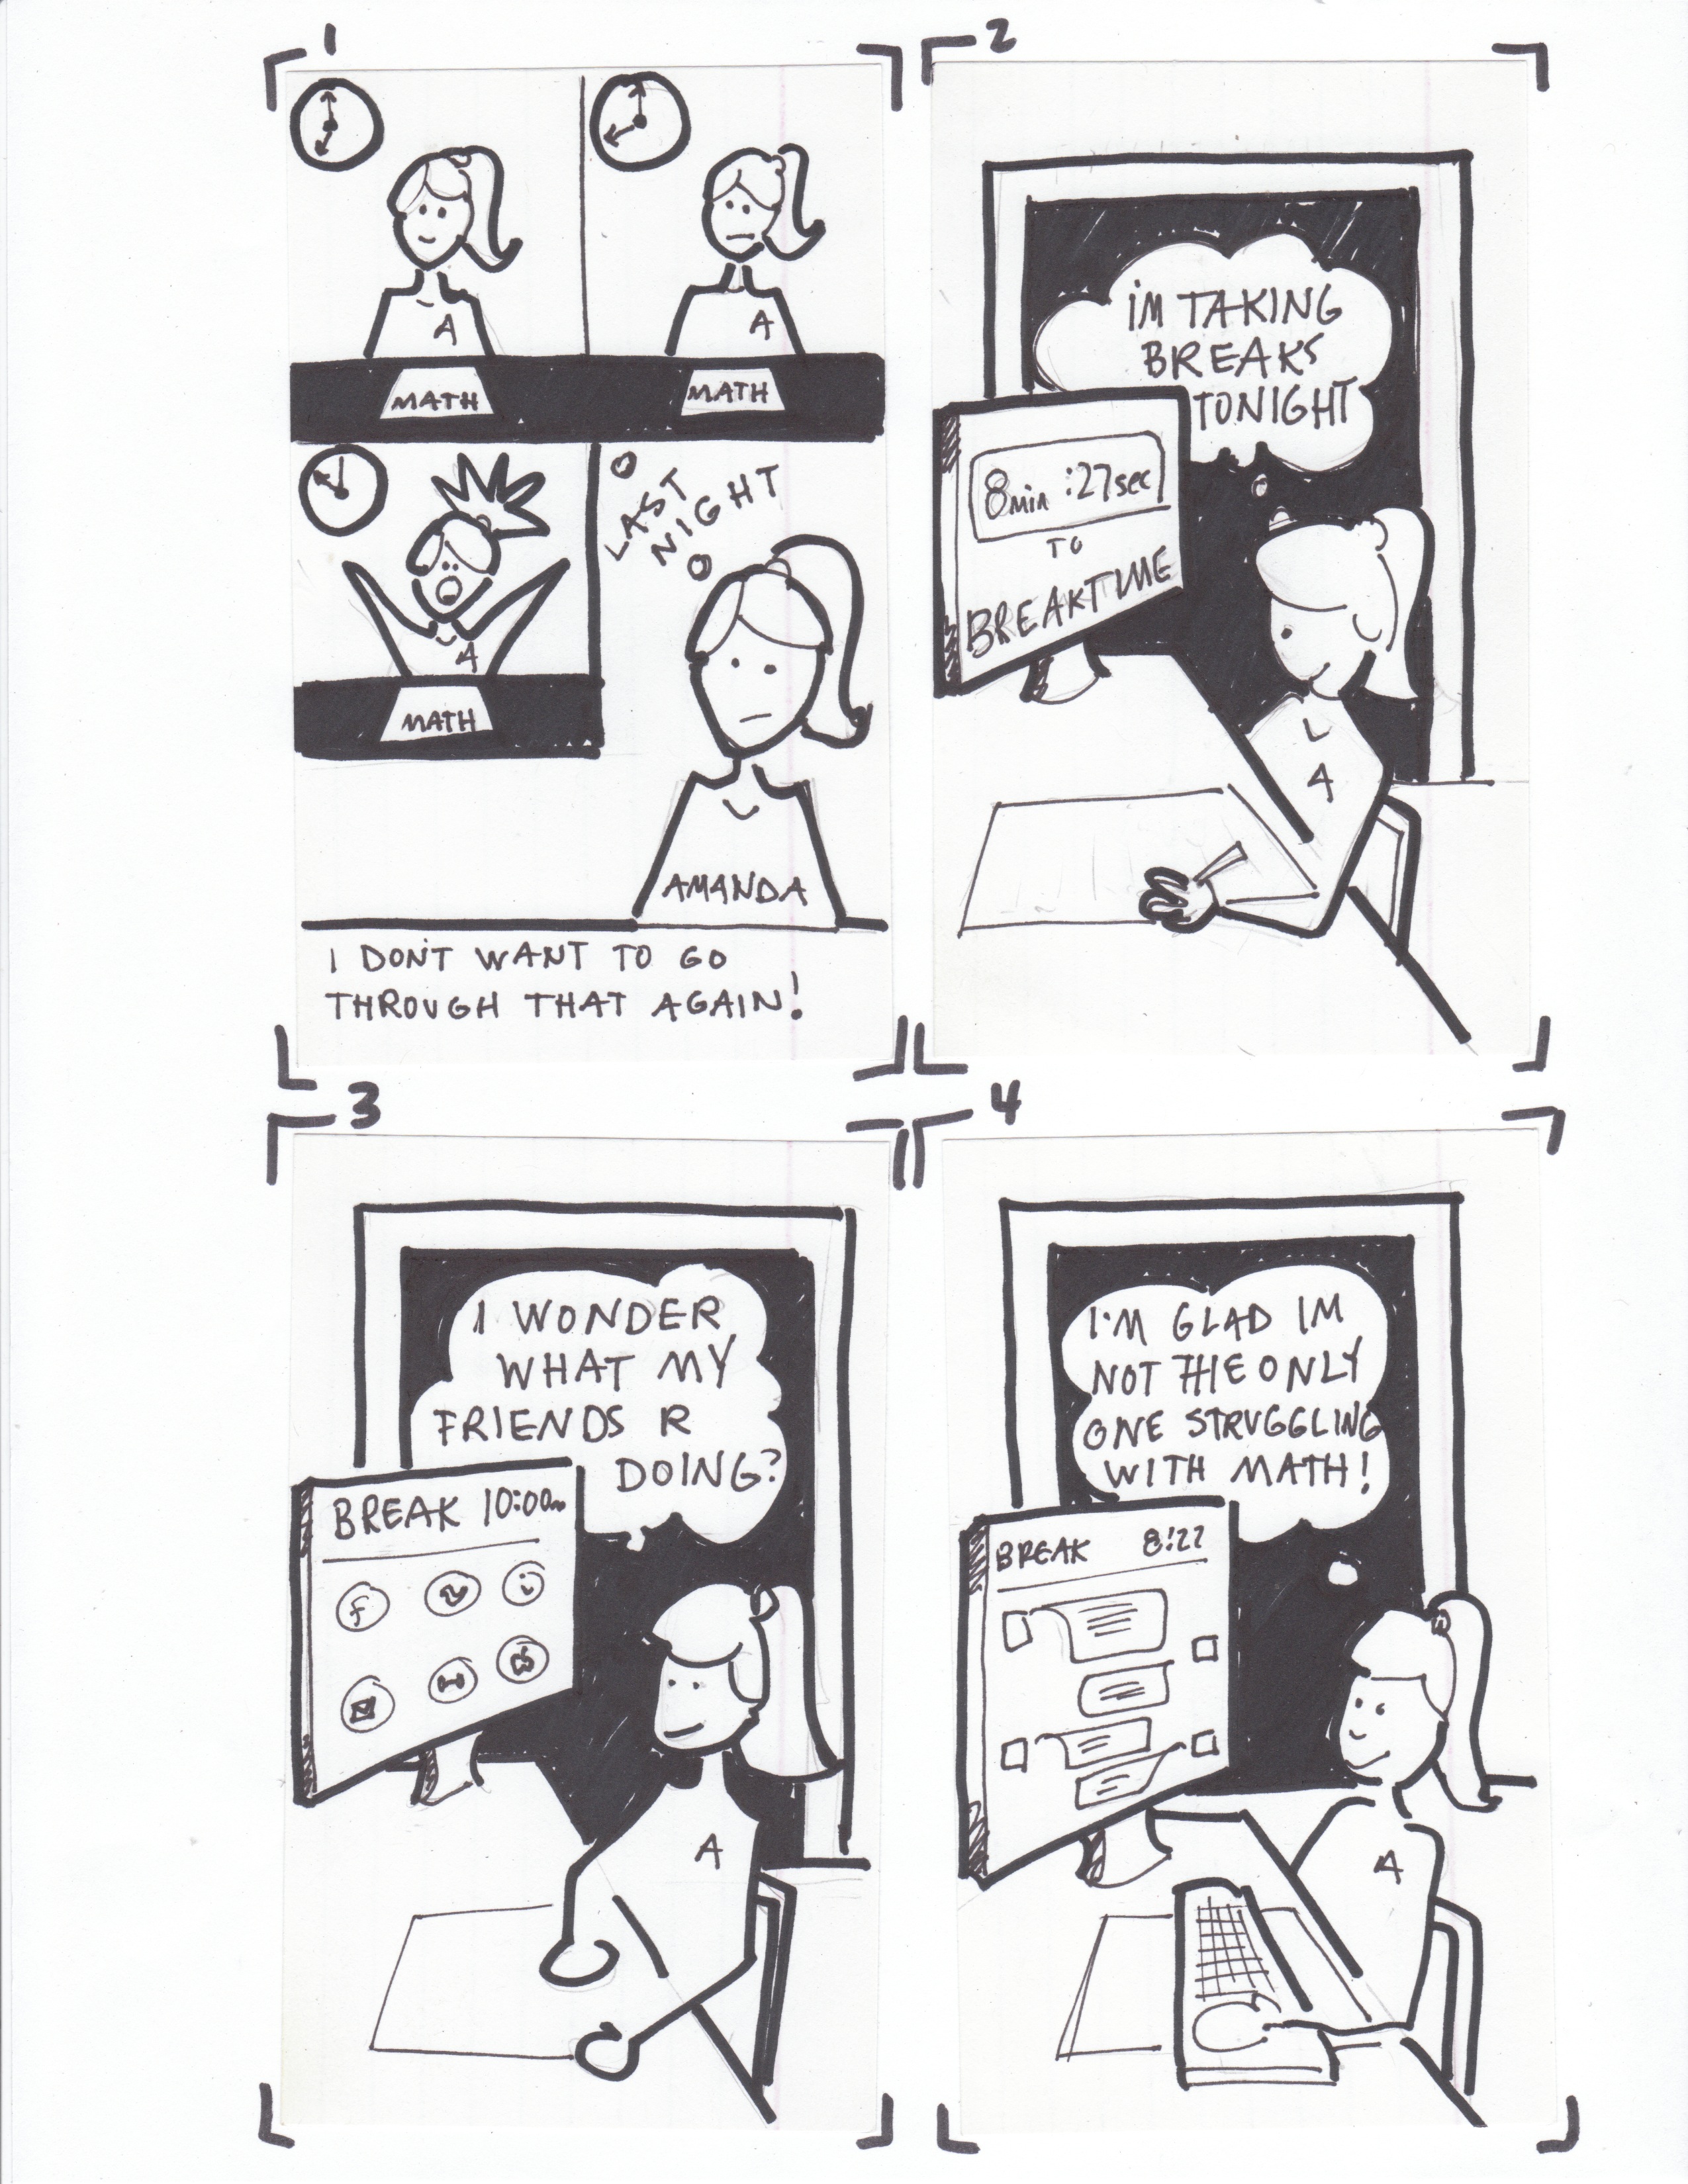 1
A
A
MATH
MATH
LAST
NIGHT
A
MATH
AMANDA
I DON'T WANT TO GO
THROUGH THAT AGAIN!
2
I'M TAKING
BREAKS
TONIGHT
8min :27sec
TO
BREAKTIME
A
3
I WONDER
WHAT MY
FRIENDS R
DOING?
BREAK 10:00m
f
A
4
I'M GLAD IM
NOT THE ONLY
ONE STRUGGLING
WITH MATH!
BREAK 8:22
A